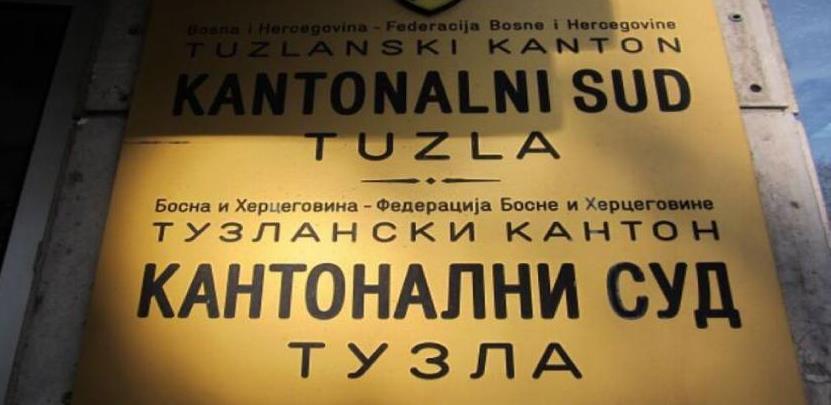 Bosna i Hercegovina - Federacija Bosne i Hercegovine
TUZLANSKI KANTON
KANTONALNI SUD
TUZLA
Босна и Херцеговина - Федерација Босне и Херцеговине
ТУЗЛАНСКИ КАНТОН
КАНТОНАЛНИ СУД
ТУЗЛА